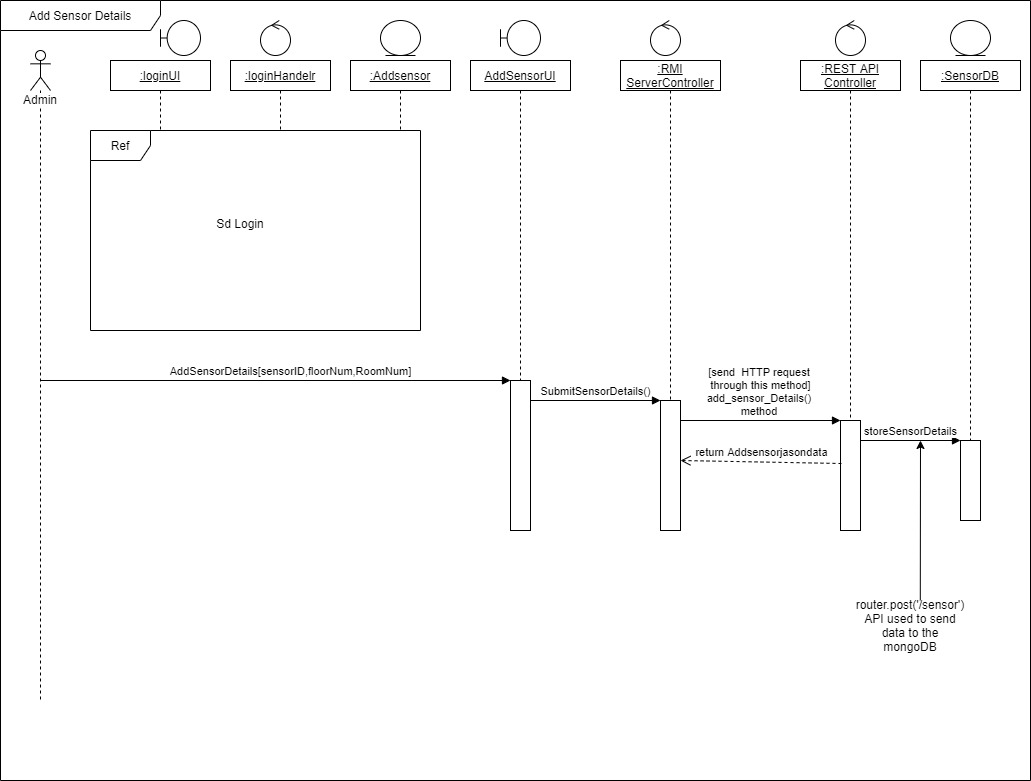 Add Sensor Details
Admin
:loginUI
:loginHandelr
:Addsensor
AddSensorUI
:RMI
ServerController
:REST API
Controller
:SensorDB
Ref
Sd Login
AddSensorDetails[sensorID,floorNum,RoomNum]
SubmitSensorDetails()
[send  HTTP request
through this method]
add_sensor_Details()
method
storeSensorDetails
return Addsensorjasondata
router.post('/sensor')
API used to send
data to the
mongoDB